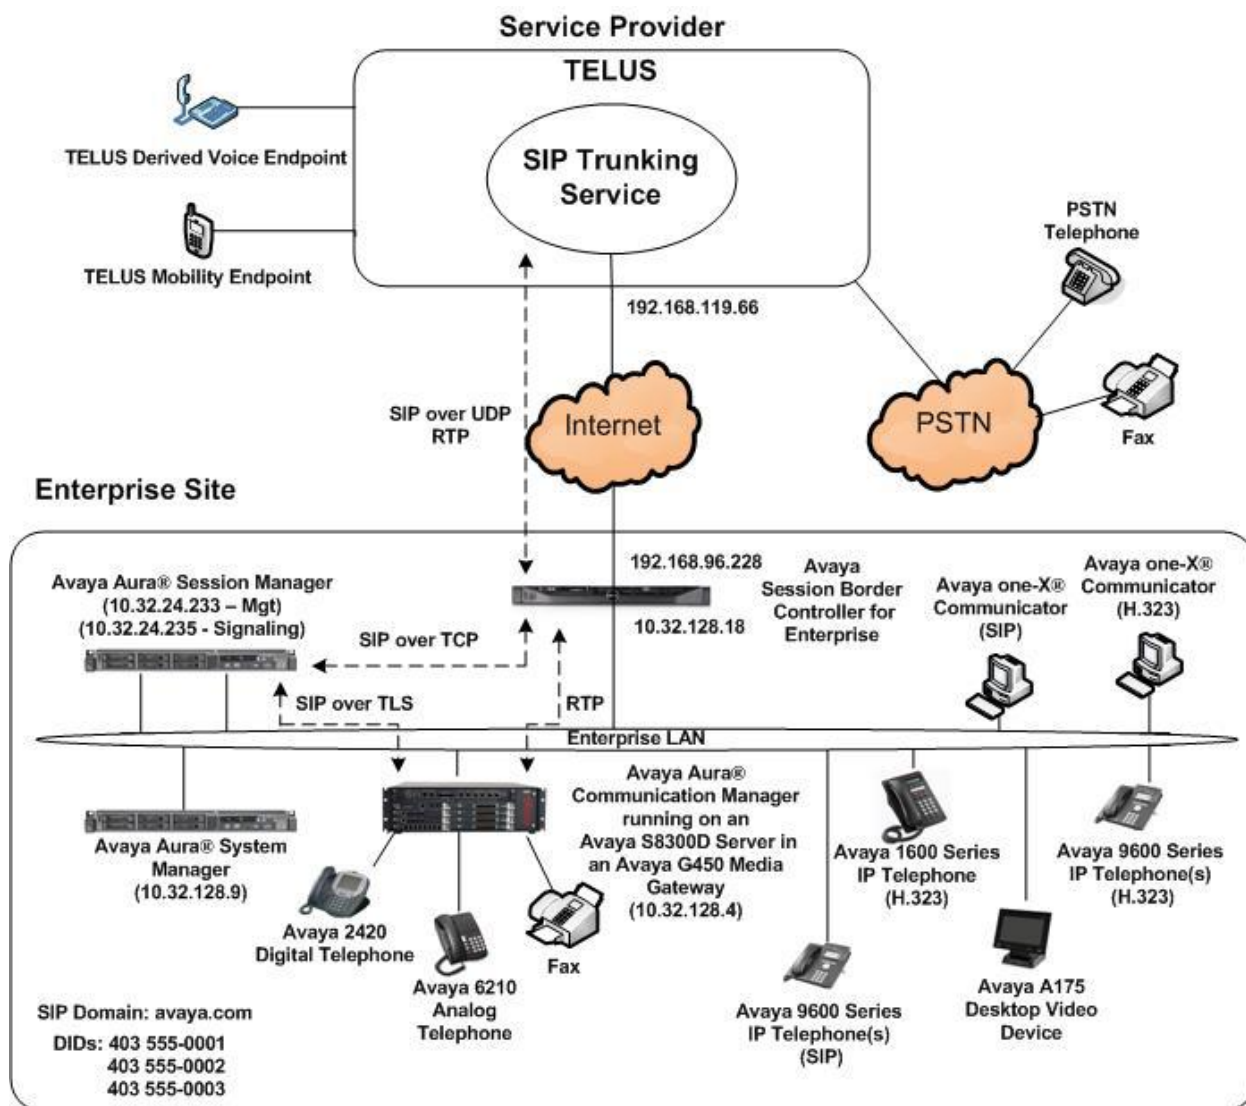 Service Provider
TELUS
SIP Trunking
Service
TELUS Derived Voice Endpoint
TELUS Mobility Endpoint
PSTN
Telephone
192.168.119.66
SIP over UDP
RTP
Internet
PSTN
Fax
Enterprise Site
Avaya Aura® Session Manager
(10.32.24.233 – Mgt)
(10.32.24.235 - Signaling)
192.168.96.228
10.32.128.18
Avaya
Session Border
Controller for
Enterprise
Avaya one-X®
Communicator
(SIP)
Avaya one-X®
Communicator
(H.323)
SIP over TCP
SIP over TLS
RTP
Enterprise LAN
Avaya Aura® System
Manager
(10.32.128.9)
Avaya 2420
Digital Telephone
Avaya 6210
Analog
Telephone
Fax
Avaya Aura®
Communication Manager
running on an
Avaya S8300D Server in
an Avaya G450 Media
Gateway
(10.32.128.4)
Avaya 9600 Series
IP Telephone(s)
(SIP)
Avaya 1600 Series
IP Telephone
(H.323)
Avaya A175
Desktop Video
Device
Avaya 9600 Series
IP Telephone(s)
(H.323)
SIP Domain: avaya.com
DIDs: 403 555-0001
403 555-0002
403 555-0003